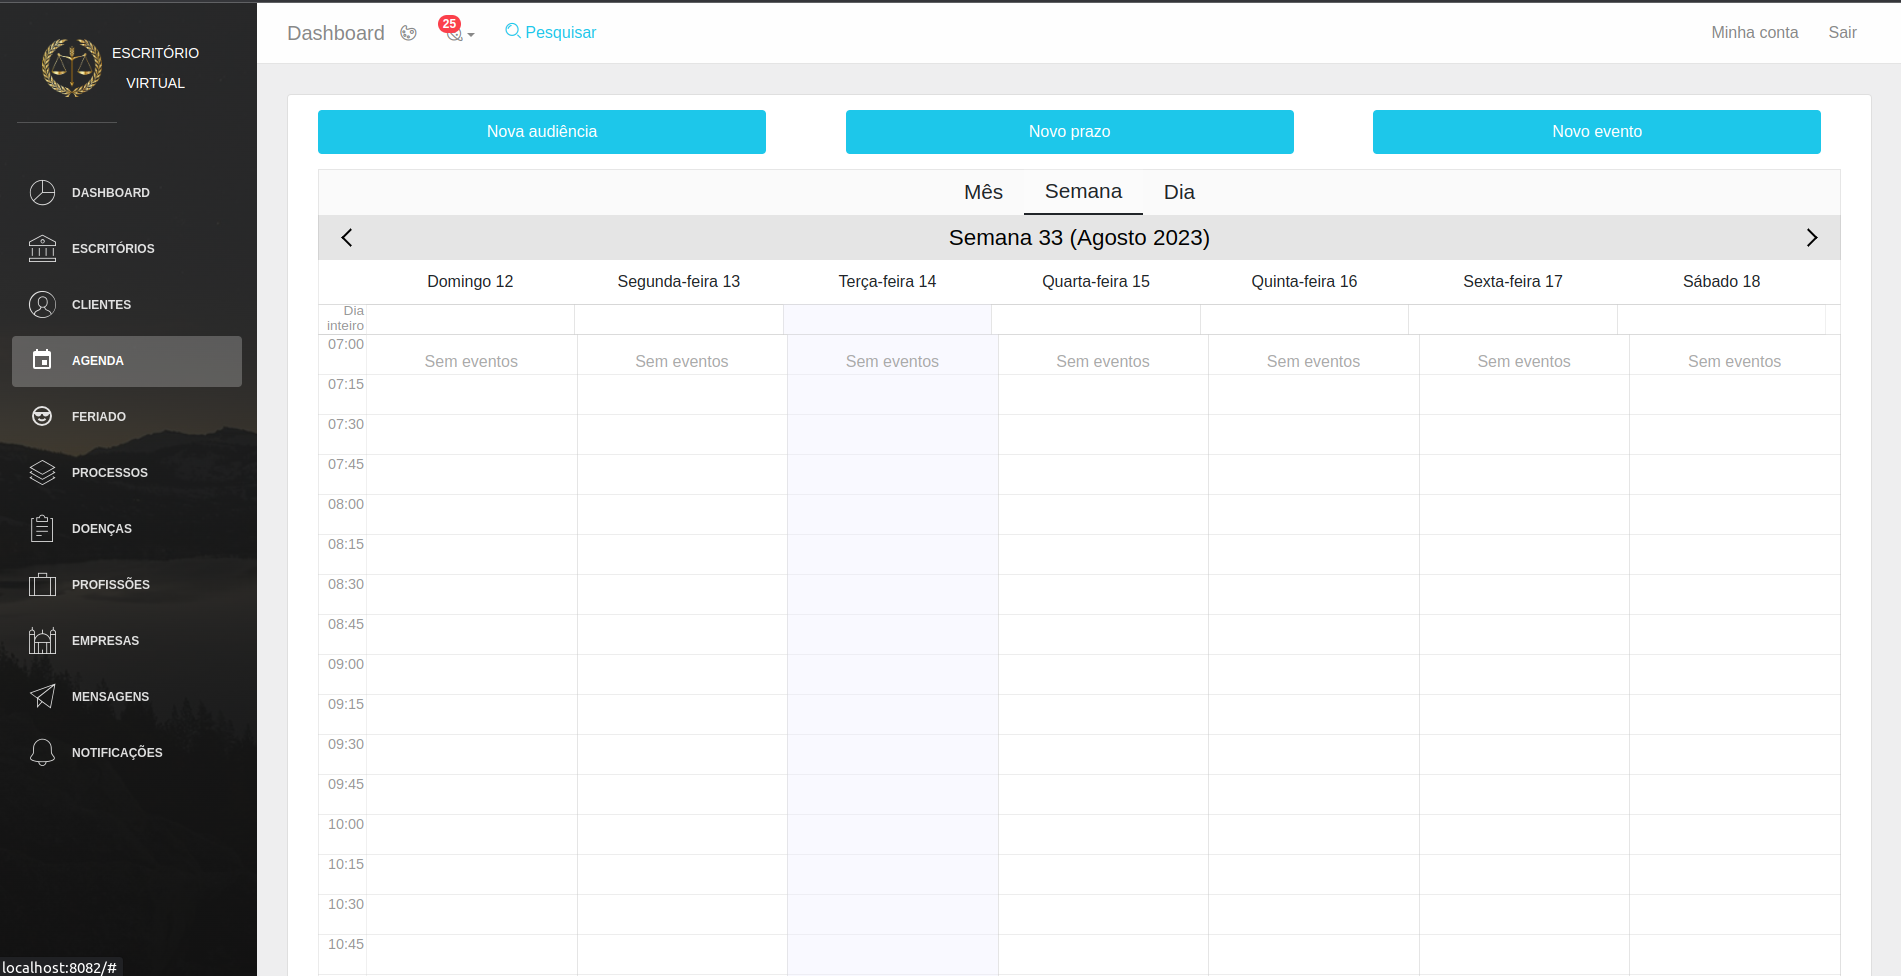 ESCRITÓRIO
VIRTUAL
DASHBOARD
ESCRITÓRIOS
CLIENTES
AGENDA
FERIADO
PROCESSOS
DOENÇAS
PROFISSÕES
EMPRESAS
MENSAGENS
NOTIFICAÇÕES
localhost:8082/#
Dashboard 25 Pesquisar Minha conta Sair
Nova audiência Novo prazo Novo evento
Mês Semana Dia
Semana 33 (Agosto 2023)
Domingo 12 Segunda-feira 13 Terça-feira 14 Quarta-feira 15 Quinta-feira 16 Sexta-feira 17 Sábado 18
Dia
inteiro
07:00
Sem eventos Sem eventos Sem eventos Sem eventos Sem eventos Sem eventos Sem eventos
07:15
07:30
07:45
08:00
08:15
08:30
08:45
09:00
09:15
09:30
09:45
10:00
10:15
10:30
10:45